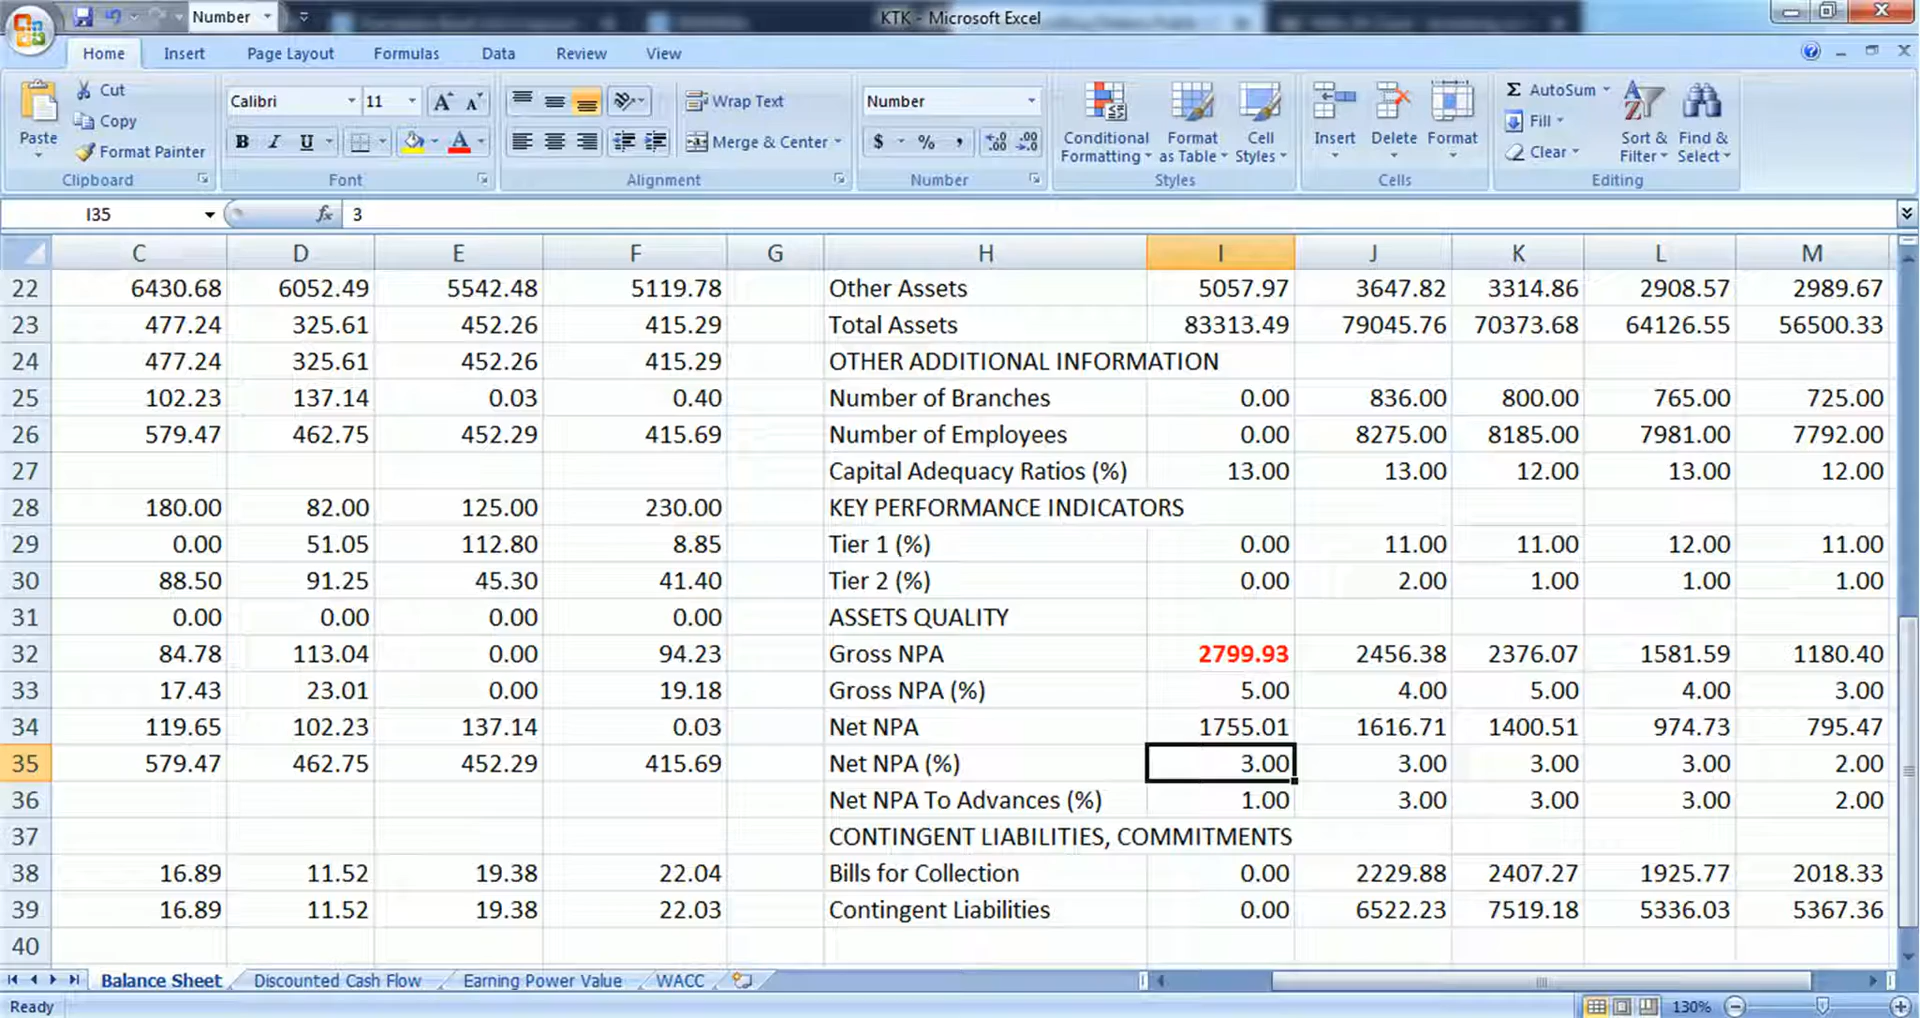 Number
KTK - Microsoft Excel
Home Insert Page Layout Formulas Data Review View
Paste
Cut
Copy
Format Painter
Clipboard
Calibri 11
B I U
Font
Wrap Text
Merge & Center
Alignment
Number
$ % ,
Number
Conditional Formatting
Format as Table
Cell Styles
Styles
Insert Delete Format
Cells
Σ AutoSum
Fill
Clear
Sort & Filter
Find & Select
Editing
I35 fx 3
C D E F G H I J K L M
22 6430.68 6052.49 5542.48 5119.78 Other Assets 5057.97 3647.82 3314.86 2908.57 2989.67
23 477.24 325.61 452.26 415.29 Total Assets 83313.49 79045.76 70373.68 64126.55 56500.33
24 477.24 325.61 452.26 415.29 OTHER ADDITIONAL INFORMATION
25 102.23 137.14 0.03 0.40 Number of Branches 0.00 836.00 800.00 765.00 725.00
26 579.47 462.75 452.29 415.69 Number of Employees 0.00 8275.00 8185.00 7981.00 7792.00
27 Capital Adequacy Ratios (%) 13.00 13.00 12.00 13.00 12.00
28 180.00 82.00 125.00 230.00 KEY PERFORMANCE INDICATORS
29 0.00 51.05 112.80 8.85 Tier 1 (%) 0.00 11.00 11.00 12.00 11.00
30 88.50 91.25 45.30 41.40 Tier 2 (%) 0.00 2.00 1.00 1.00 1.00
31 0.00 0.00 0.00 0.00 ASSETS QUALITY
32 84.78 113.04 0.00 94.23 Gross NPA 2799.93 2456.38 2376.07 1581.59 1180.40
33 17.43 23.01 0.00 19.18 Gross NPA (%) 5.00 4.00 5.00 4.00 3.00
34 119.65 102.23 137.14 0.03 Net NPA 1755.01 1616.71 1400.51 974.73 795.47
35 579.47 462.75 452.29 415.69 Net NPA (%) 3.00 3.00 3.00 3.00 2.00
36 Net NPA To Advances (%) 1.00 3.00 3.00 3.00 2.00
37 CONTINGENT LIABILITIES, COMMITMENTS
38 16.89 11.52 19.38 22.04 Bills for Collection 0.00 2229.88 2407.27 1925.77 2018.33
39 16.89 11.52 19.38 22.03 Contingent Liabilities 0.00 6522.23 7519.18 5336.03 5367.36
40
Balance Sheet Discounted Cash Flow Earning Power Value WACC
Ready 130%